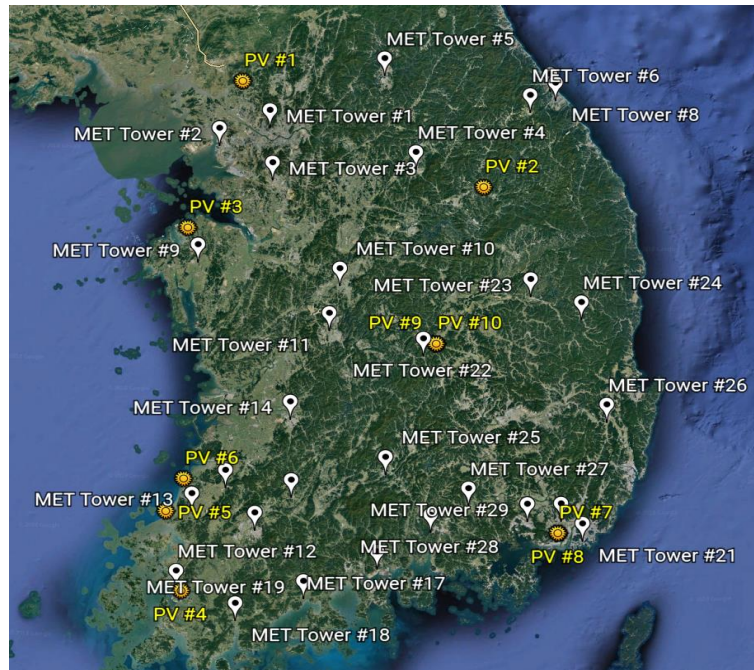 MET Tower #5
PV #1
MET Tower #6
MET Tower #1
MET Tower #8
MET Tower #2
MET Tower #4
MET Tower #3
PV #2
PV #3
MET Tower #9
MET Tower #10
MET Tower #23
MET Tower #24
PV #9
PV #10
MET Tower #11
MET Tower #22
MET Tower #26
MET Tower #14
MET Tower #25
PV #6
MET Tower #27
MET Tower #13
PV #5
MET Tower #29
PV #7
MET Tower #12
MET Tower #28
PV #8
MET Tower #21
MET Tower #19
MET Tower #17
PV #4
MET Tower #18